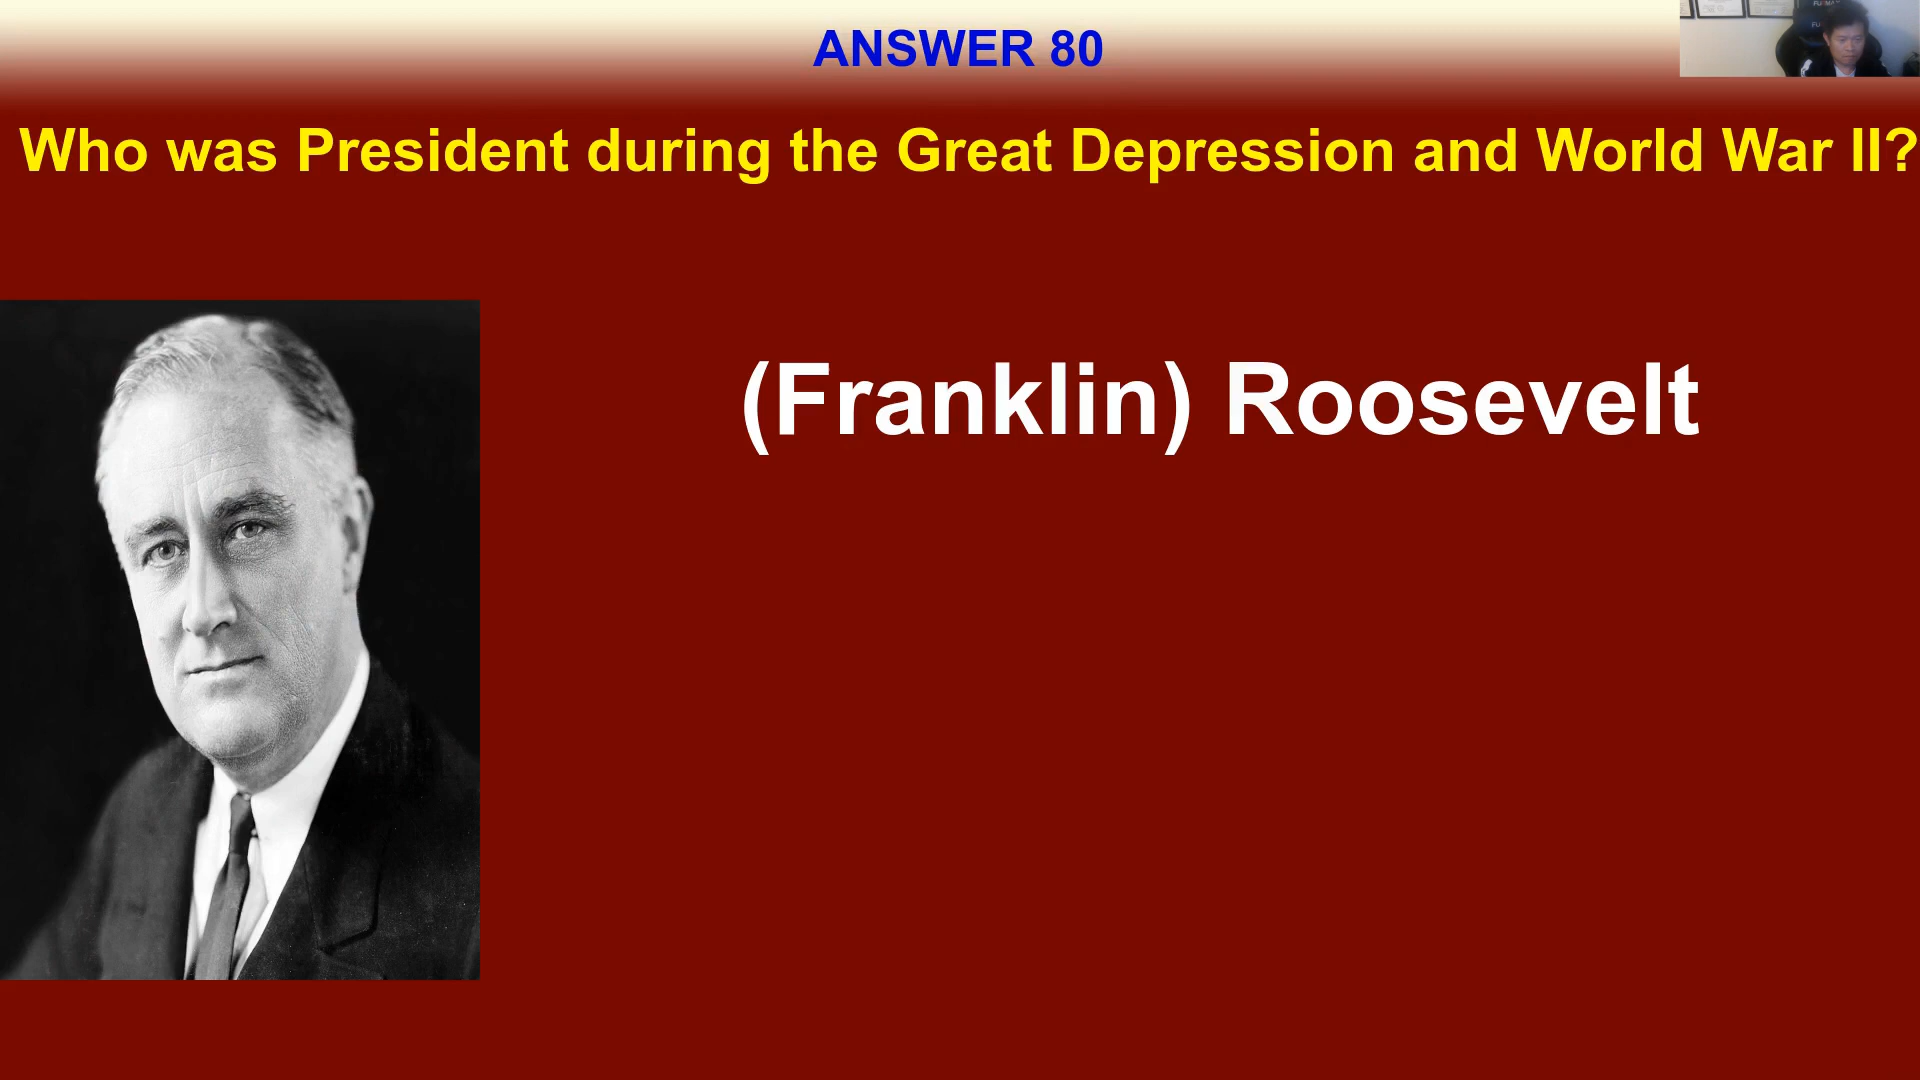 ANSWER 80
Who was President during the Great Depression and World War II?
(Franklin) Roosevelt